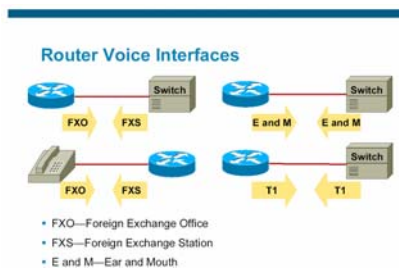 Router Voice Interfaces
Switch
FXO FXS
Switch
E and M E and M
FXO FXS
Switch
T1 T1
▪ FXO—Foreign Exchange Office
▪ FXS—Foreign Exchange Station
▪ E and M—Ear and Mouth